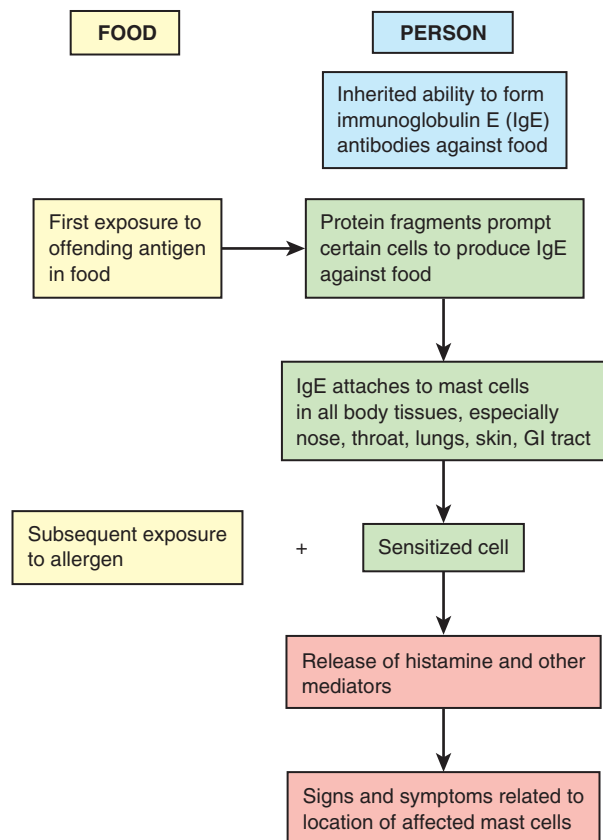 FOOD
PERSON
Inherited ability to form
immunoglobulin E (IgE)
antibodies against food
First exposure to
offending antigen
in food
Protein fragments prompt
certain cells to produce IgE
against food
IgE attaches to mast cells
in all body tissues, especially
nose, throat, lungs, skin, GI tract
Subsequent exposure
to allergen
+
Sensitized cell
Release of histamine and other
mediators
Signs and symptoms related to
location of affected mast cells